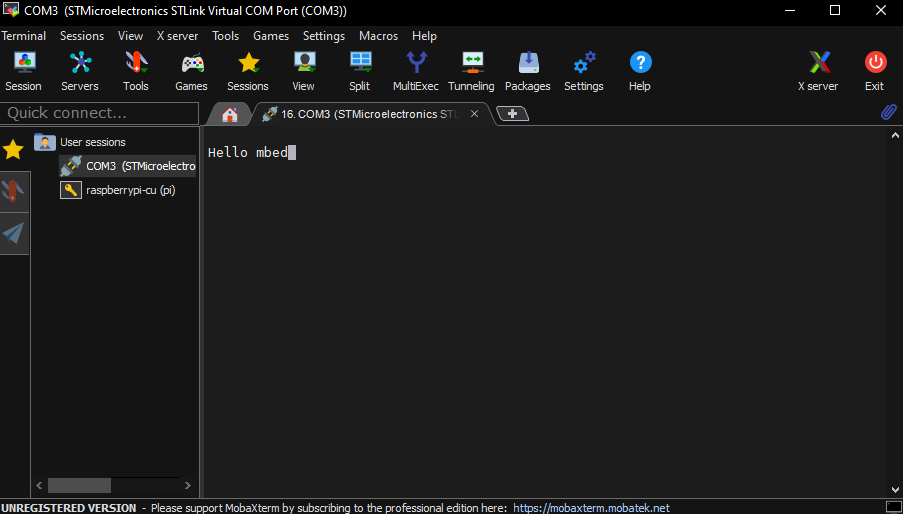 COM3  (STMicroelectronics STLink Virtual COM Port (COM3))
Terminal Sessions View X server Tools Games Settings Macros Help
Session Servers Tools Games Sessions View Split MultiExec Tunneling Packages Settings Help X server Exit
Quick connect...
16. COM3  (STMicroelectronics STL
User sessions
COM3  (STMicroelectro
raspberrypi-cu (pi)
Hello mbed
UNREGISTERED VERSION  -  Please support MobaXterm by subscribing to the professional edition here:  https://mobaxterm.mobatek.net